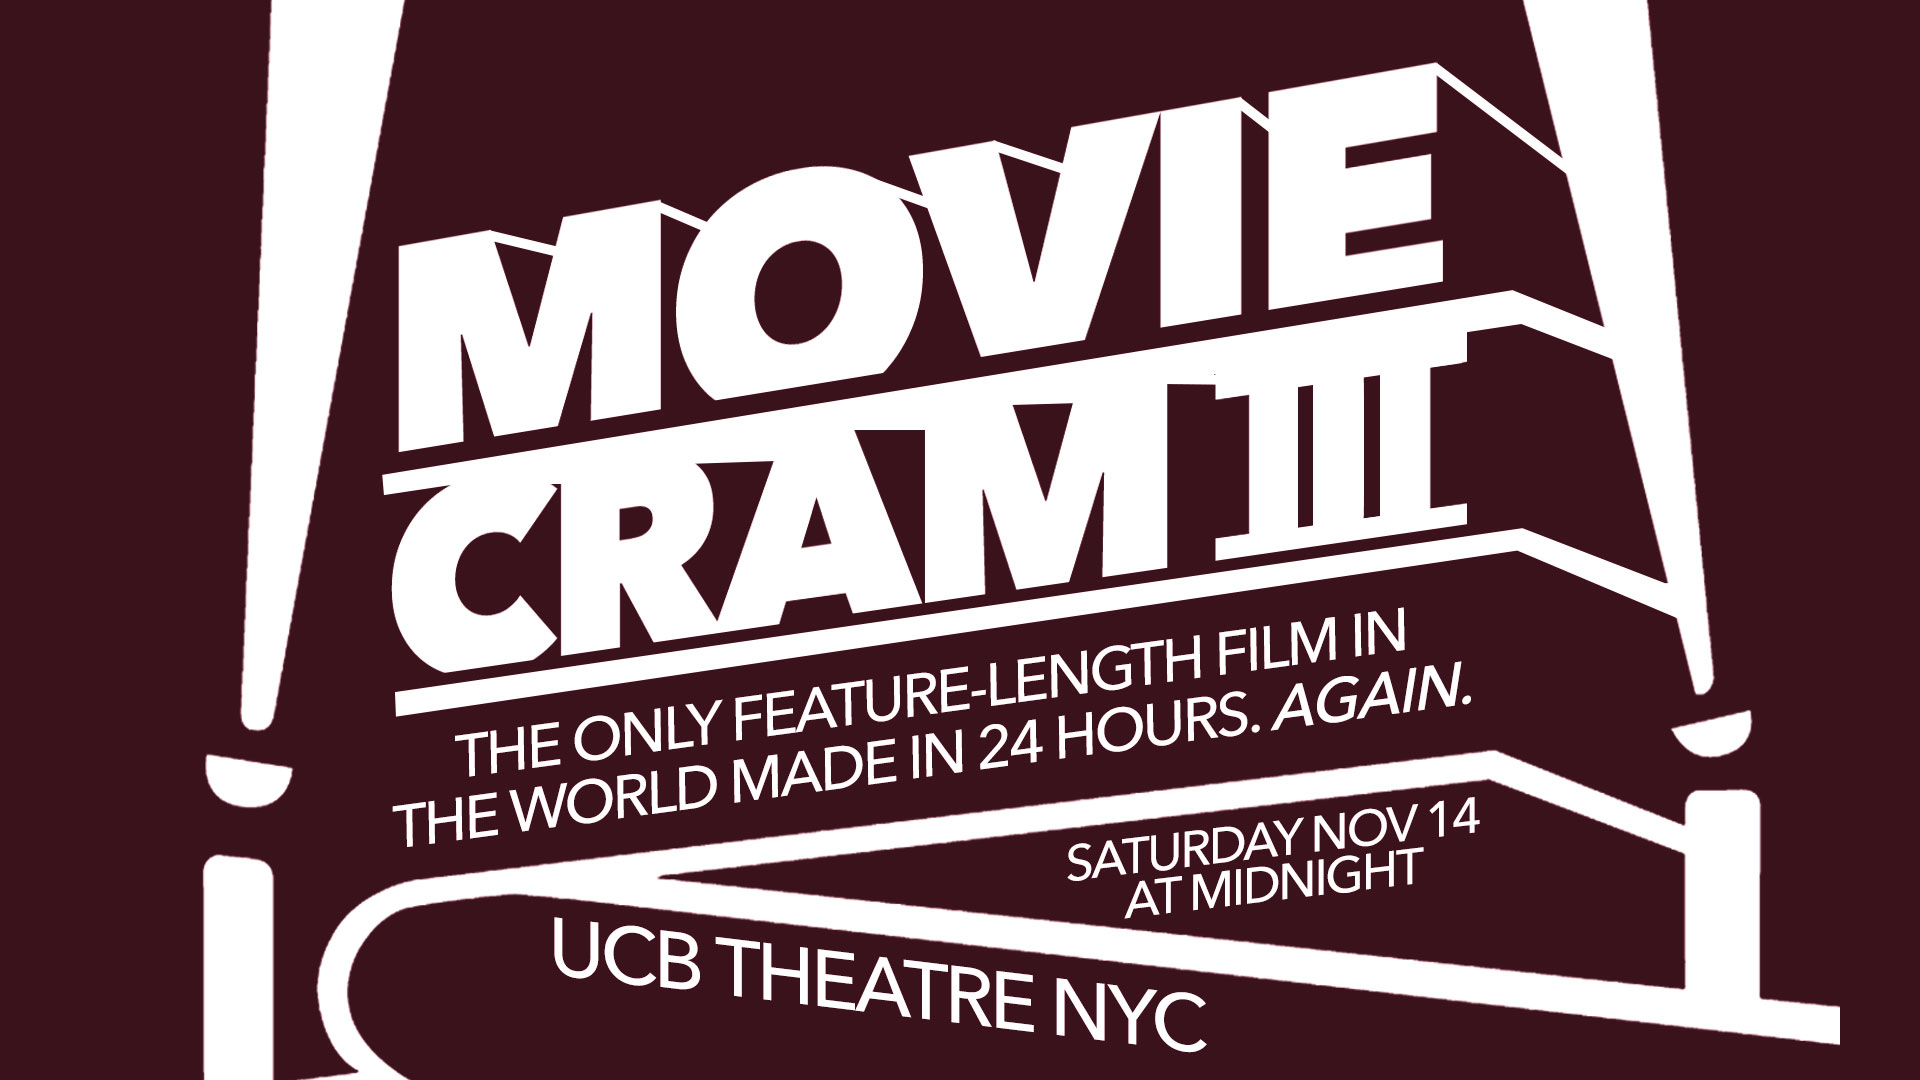 MOVIE
CRAM III
THE ONLY FEATURE-LENGTH FILM IN
THE WORLD MADE IN 24 HOURS. AGAIN.
SATURDAY NOV 14
AT MIDNIGHT
UCB THEATRE NYC